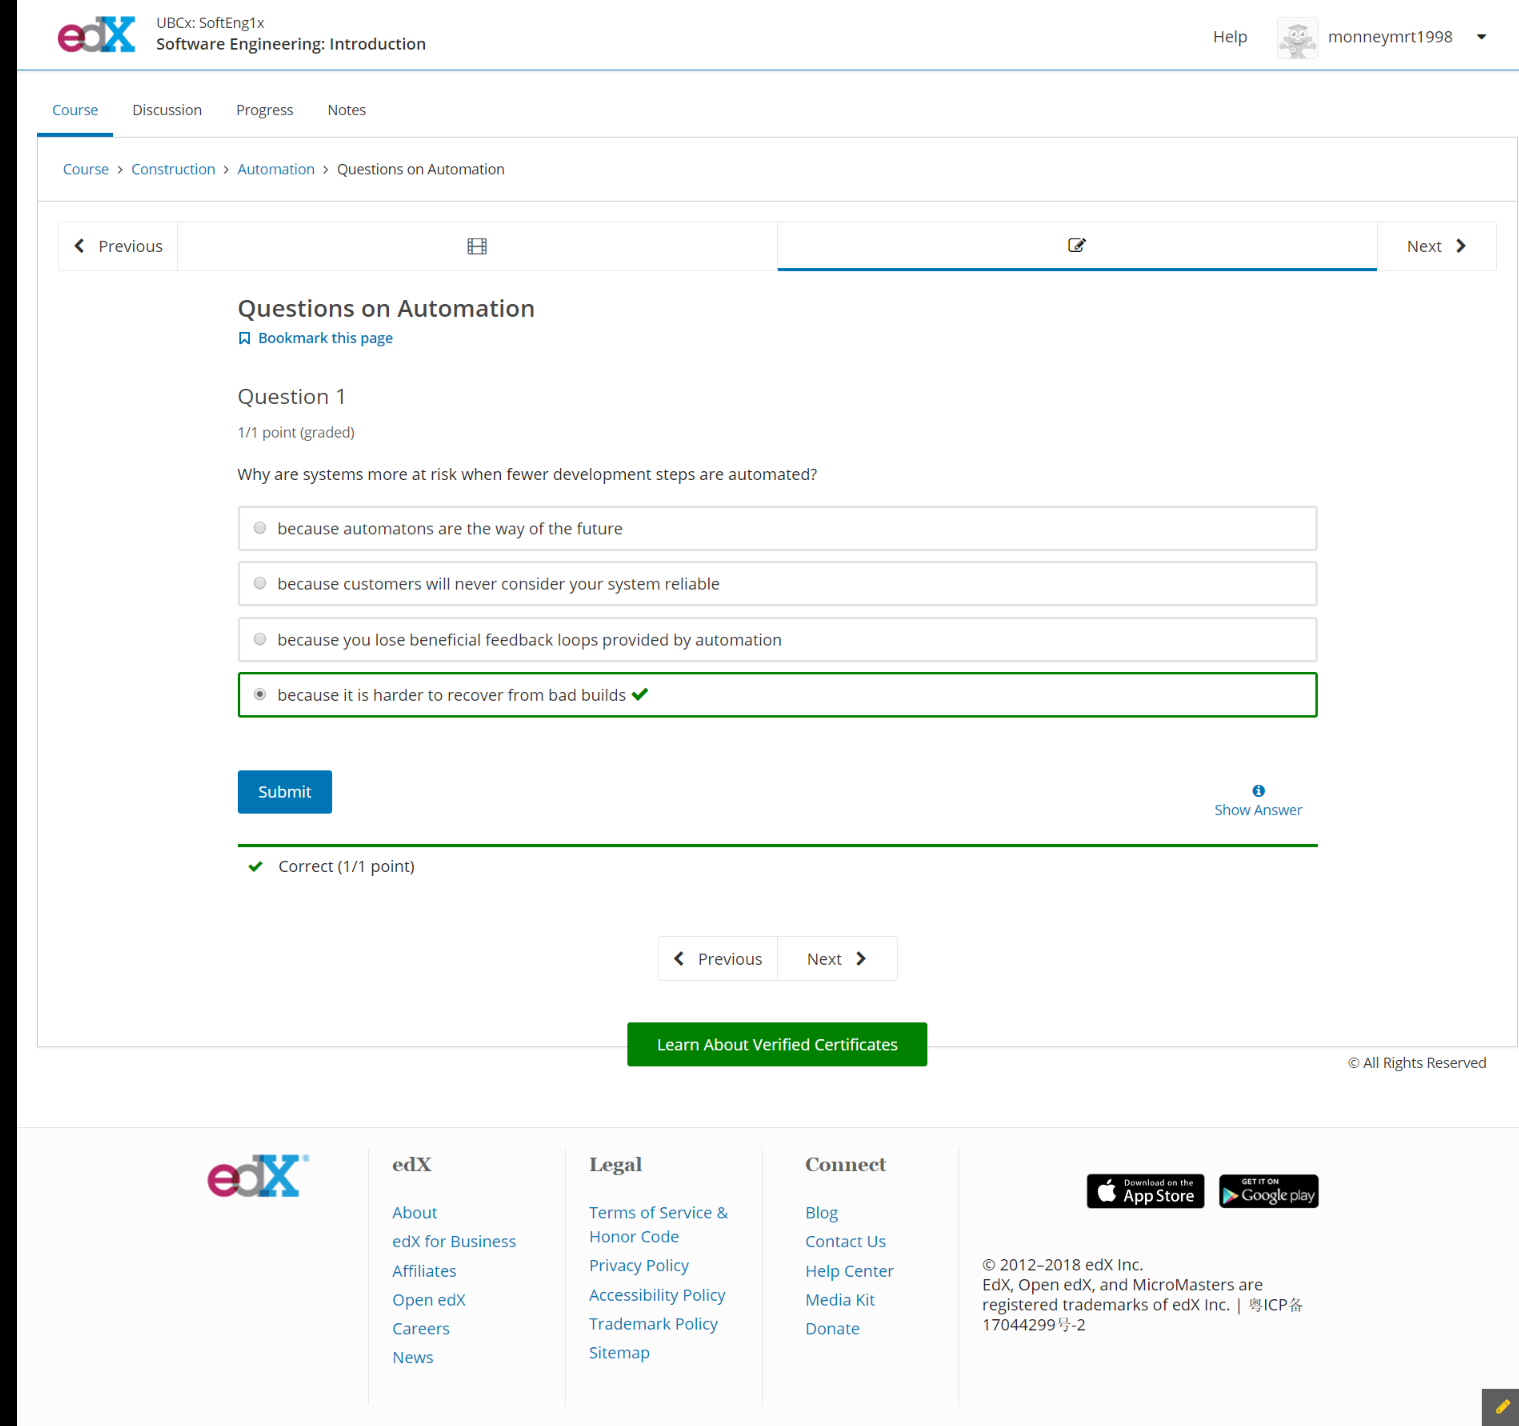 edX
UBCx: SoftEng1x
Software Engineering: Introduction
Help
monneymrt1998
Course
Discussion
Progress
Notes
Course > Construction > Automation > Questions on Automation
Previous
Next
Questions on Automation
Bookmark this page
Question 1
1/1 point (graded)
Why are systems more at risk when fewer development steps are automated?
because automatons are the way of the future
because customers will never consider your system reliable
because you lose beneficial feedback loops provided by automation
because it is harder to recover from bad builds
Submit
Show Answer
Correct (1/1 point)
Previous
Next
Learn About Verified Certificates
© All Rights Reserved
edX®
edX
About
edX for Business
Affiliates
Open edX
Careers
News
Legal
Terms of Service &
Honor Code
Privacy Policy
Accessibility Policy
Trademark Policy
Sitemap
Connect
Blog
Contact Us
Help Center
Media Kit
Donate
Download on the
App Store
GET IT ON
Google play
© 2012–2018 edX Inc.
EdX, Open edX, and MicroMasters are
registered trademarks of edX Inc. | 粤ICP备
17044299号-2